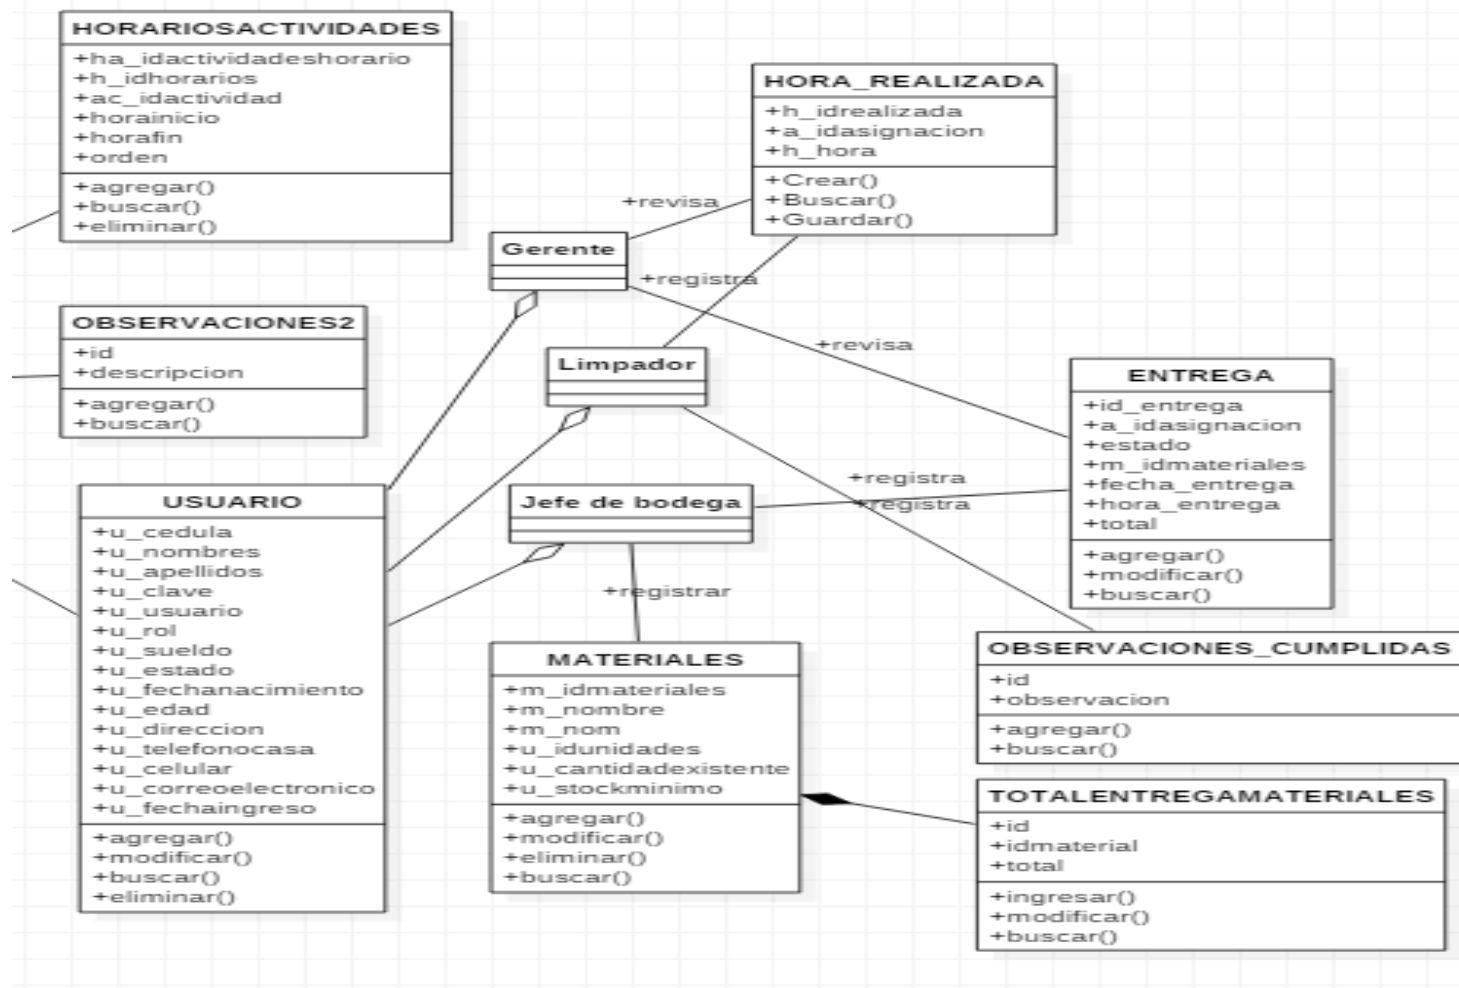 HORARIOSACTIVIDADES
+ha_idactividadeshorario
+h_idhorarios
+ac_idactividad
+horainicio
+horafin
+orden
+agregar()
+buscar()
+eliminar()
HORA_REALIZADA
+h_idrealizada
+a_idasignacion
+h_hora
+Crear()
+Buscar()
+Guardar()
+revisa
Gerente
+registra
+revisa
OBSERVACIONES2
+id
+descripcion
+agregar()
+buscar()
Limpador
ENTREGA
+id_entrega
+a_idasignacion
+estado
+m_idmateriales
+fecha_entrega
+hora_entrega
+total
+agregar()
+modificar()
+buscar()
+registra
+registra
USUARIO
+u_cedula
+u_nombres
+u_apellidos
+u_clave
+u_usuario
+u_rol
+u_sueldo
+u_estado
+u_fechanacimiento
+u_edad
+u_direccion
+u_telefonocasa
+u_celular
+u_correoelectronico
+u_fechaingreso
+agregar()
+modificar()
+buscar()
+eliminar()
Jefe de bodega
+registrar
MATERIALES
+m_idmateriales
+m_nombre
+m_nom
+u_idunidades
+u_cantidadexistente
+u_stockminimo
+agregar()
+modificar()
+eliminar()
+buscar()
OBSERVACIONES_CUMPLIDAS
+id
+observacion
+agregar()
+buscar()
TOTALENTREGAMATERIALES
+id
+idmaterial
+total
+ingresar()
+modificar()
+buscar()